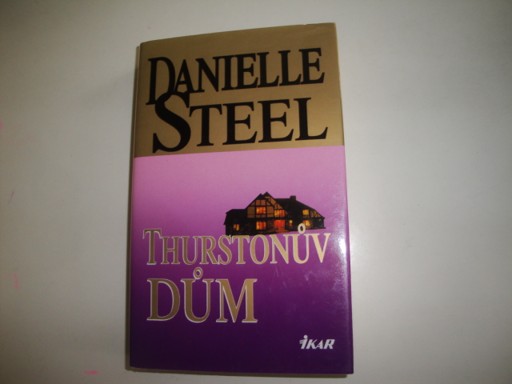 DANIELLE
STEEL
THURSTONŮV
DŮM
IKAR